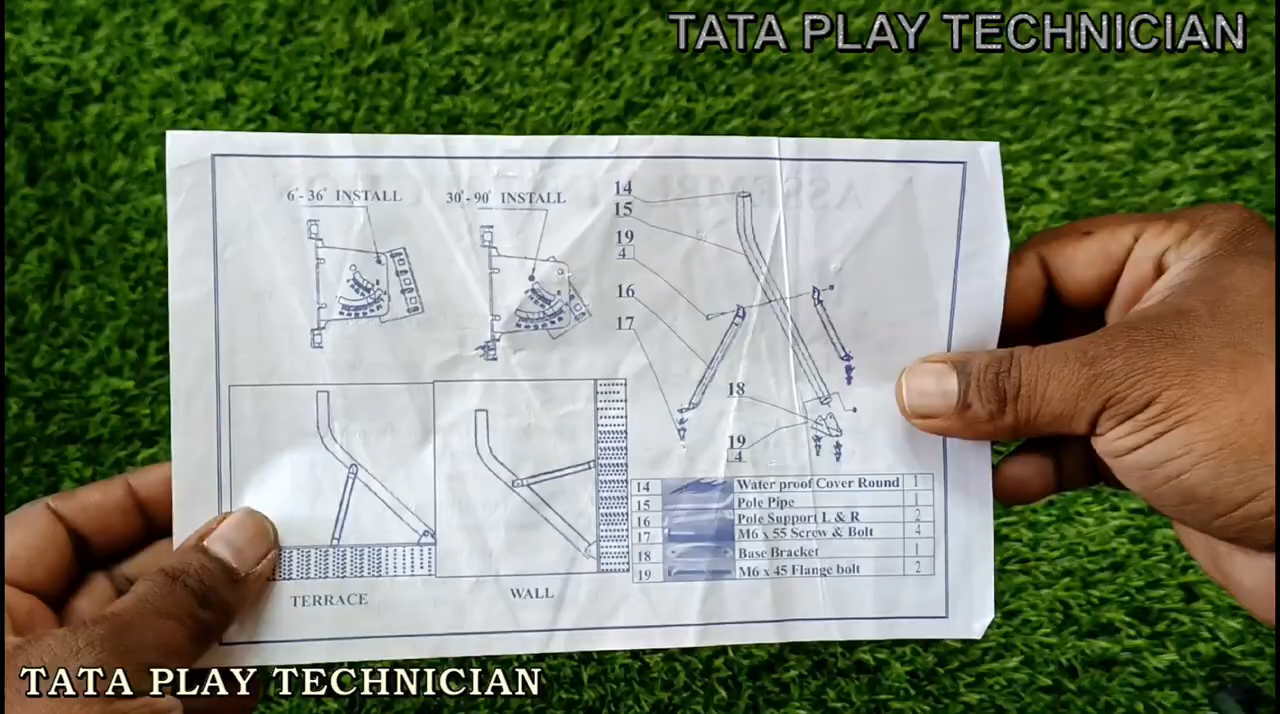 TATA PLAY TECHNICIAN
6°- 36° INSTALL
30°- 90° INSTALL
14
15
19
4
16
17
18
19
4
14 Water proof Cover Round 1
15 Pole Pipe 1
16 Pole Support L & R 2
17 M6 x 55 Screw & Bolt 4
18 Base Bracket 1
19 M6 x 45 Flange bolt 2
TERRACE
WALL
TATA PLAY TECHNICIAN